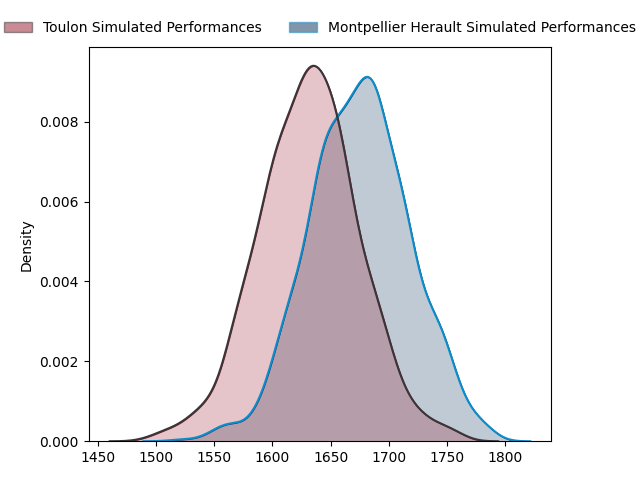 Toulon Simulated Performances Montpellier Herault Simulated Performances
Density
0.008
0.006
0.004
0.002
0.000
1450 1500 1550 1600 1650 1700 1750 1800